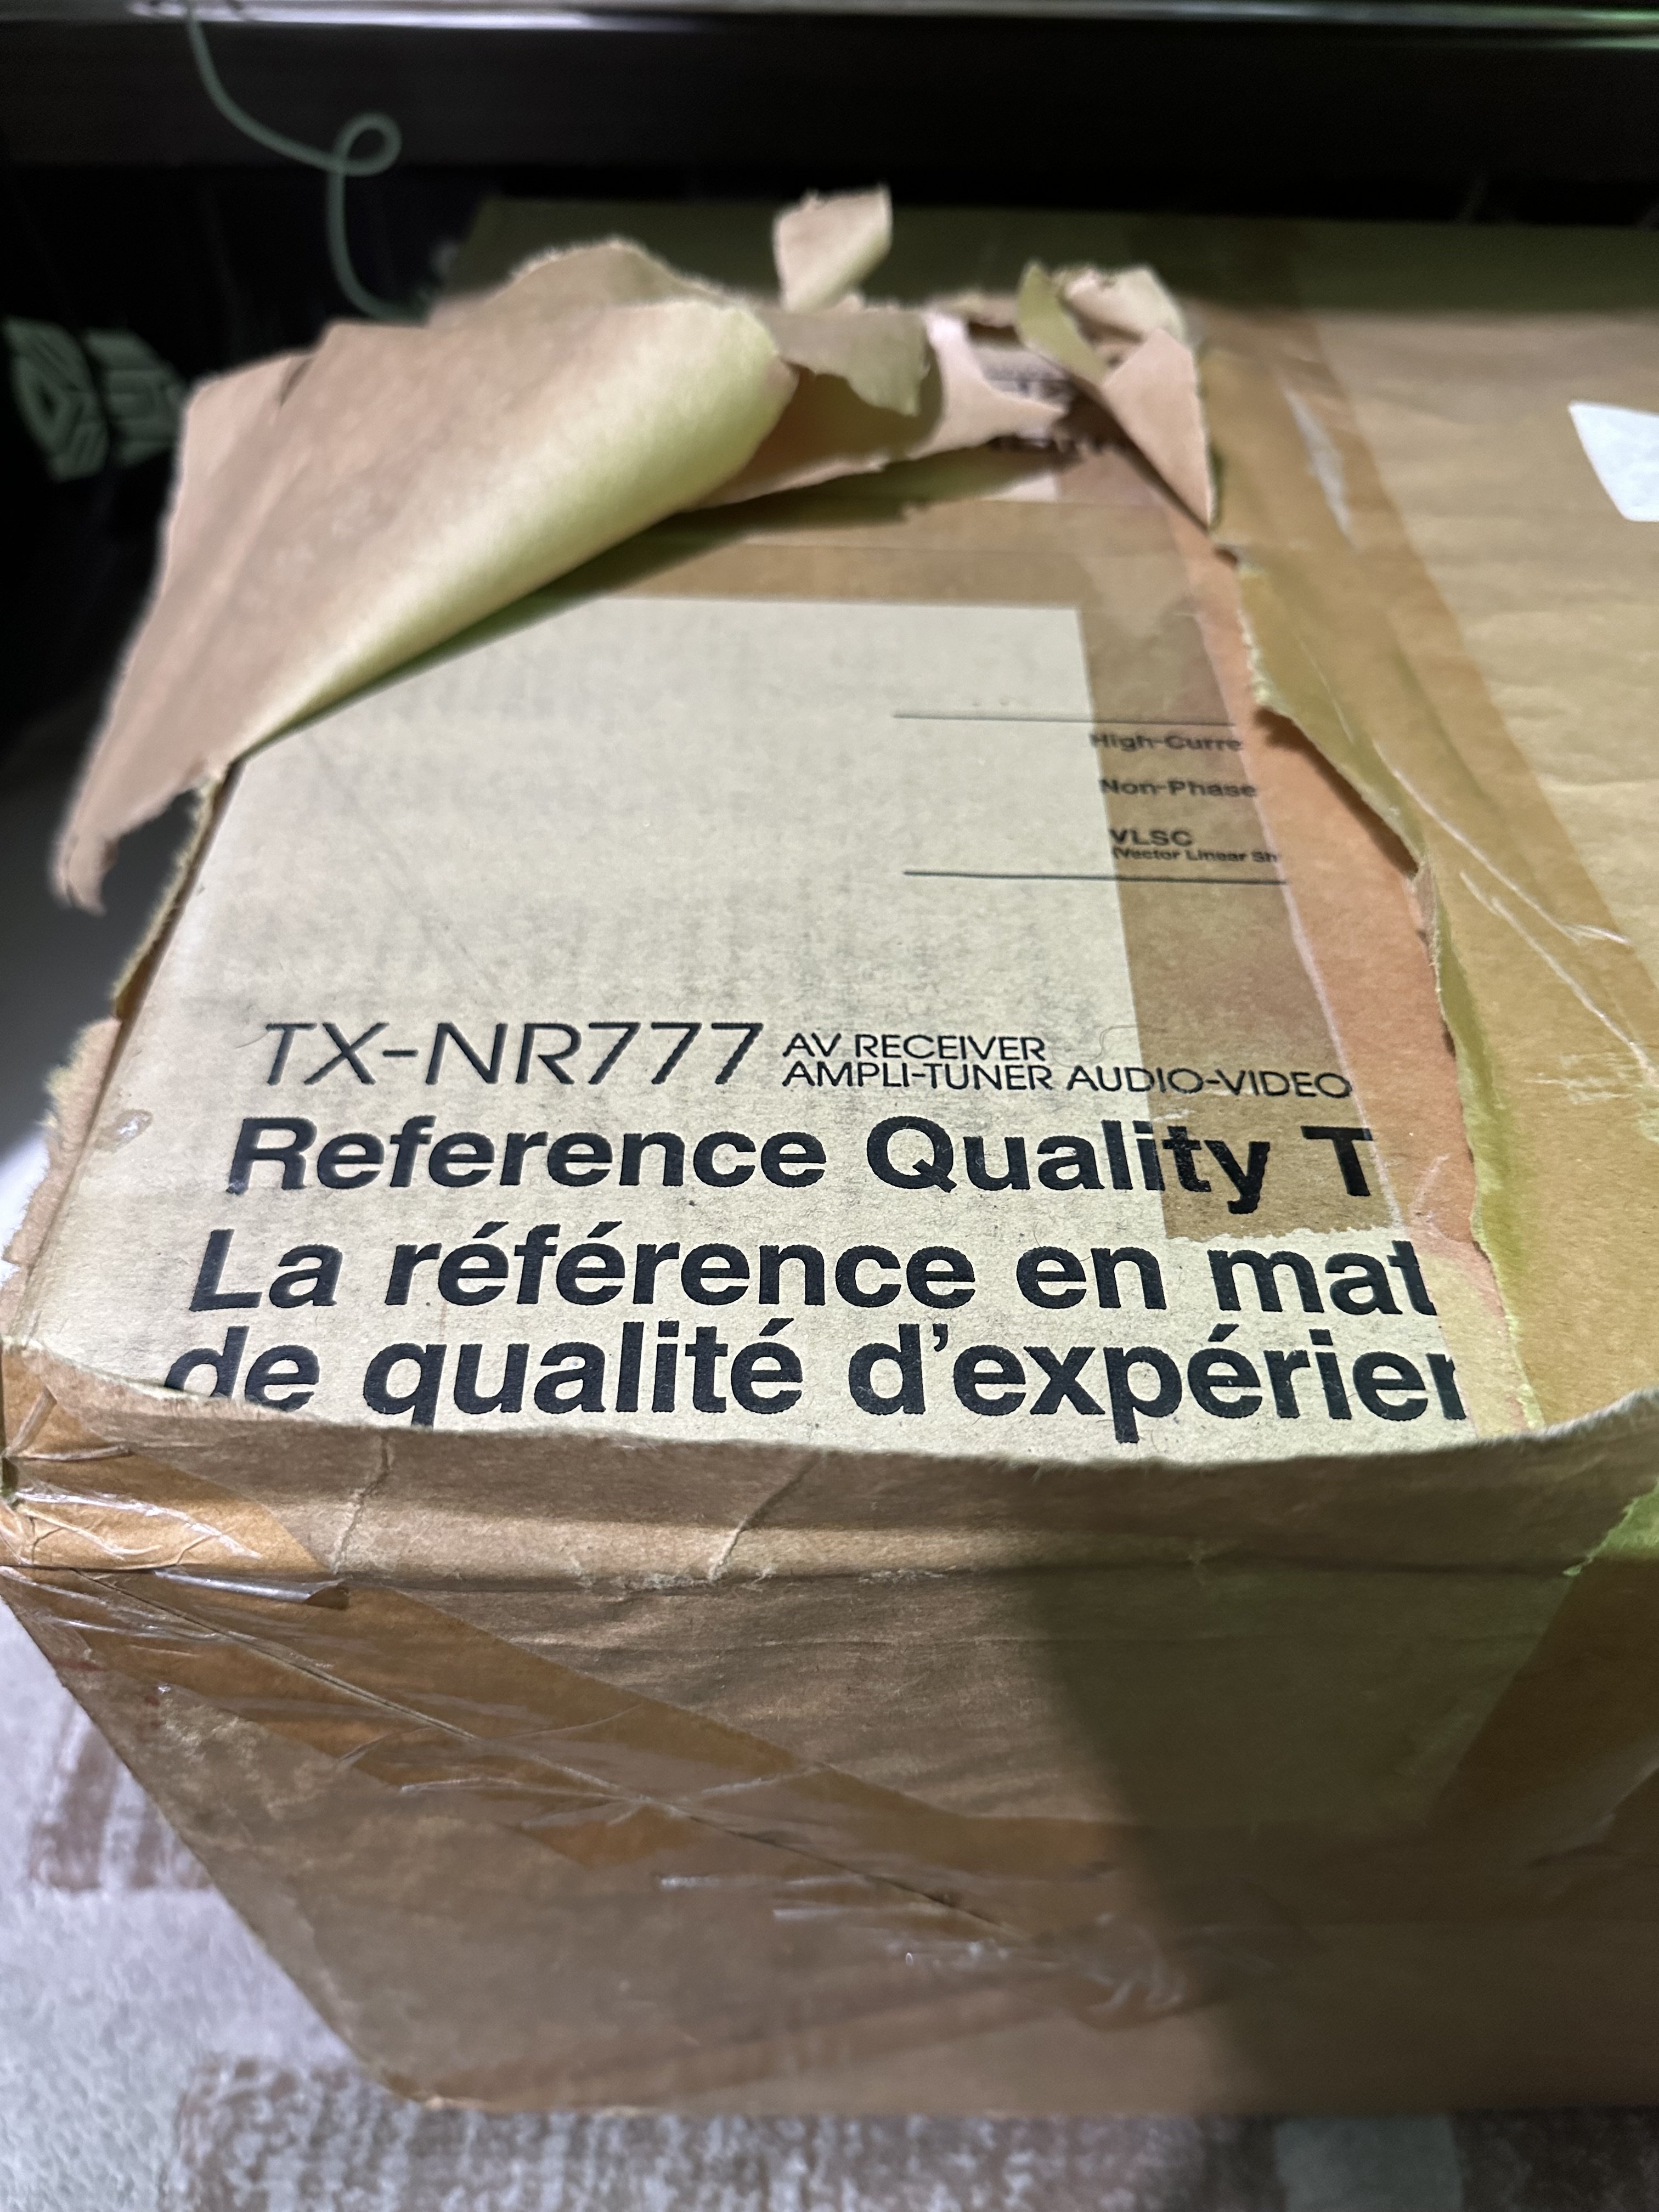 High-Curre
Non-Phase
VLSC
(Vector Linear Sh
TX-NR777 AV RECEIVER
AMPLI-TUNER AUDIO-VIDEO
Reference Quality T
La référence en mat
de qualité d'expérien